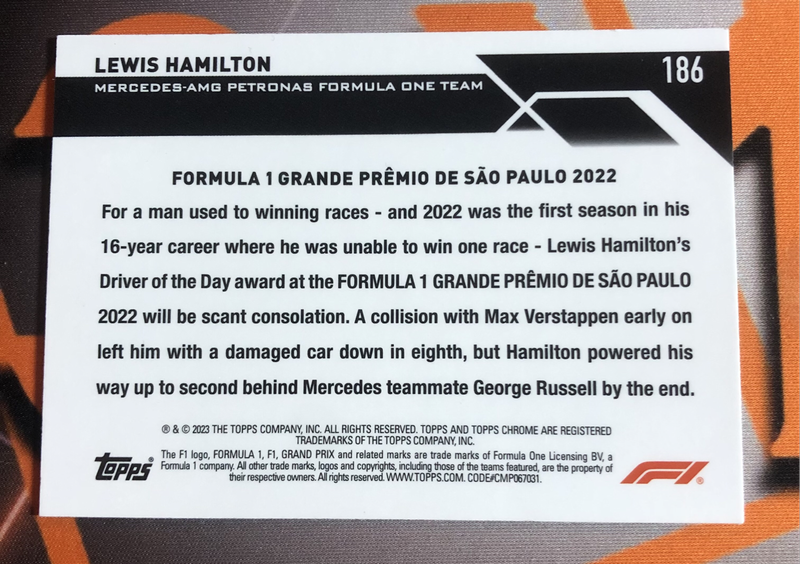 LEWIS HAMILTON
186
MERCEDES-AMG PETRONAS FORMULA ONE TEAM
FORMULA 1 GRANDE PRÊMIO DE SÃO PAULO 2022
For a man used to winning races - and 2022 was the first season in his
16-year career where he was unable to win one race - Lewis Hamilton's
Driver of the Day award at the FORMULA 1 GRANDE PRÊMIO DE SÃO PAULO
2022 will be scant consolation. A collision with Max Verstappen early on
left him with a damaged car down in eighth, but Hamilton powered his
way up to second behind Mercedes teammate George Russell by the end.
® & © 2023 THE TOPPS COMPANY, INC. ALL RIGHTS RESERVED. TOPPS AND TOPPS CHROME ARE REGISTERED
TRADEMARKS OF THE TOPPS COMPANY, INC.
The F1 logo, FORMULA 1, F1, GRAND PRIX and related marks are trade marks of Formula One Licensing BV, a
Formula 1 company. All other trade marks, logos and copyrights, including those of the teams featured, are the property of
their respective owners. All rights reserved. WWW.TOPPS.COM. CODE#CMP067031.
Topps®
F1®